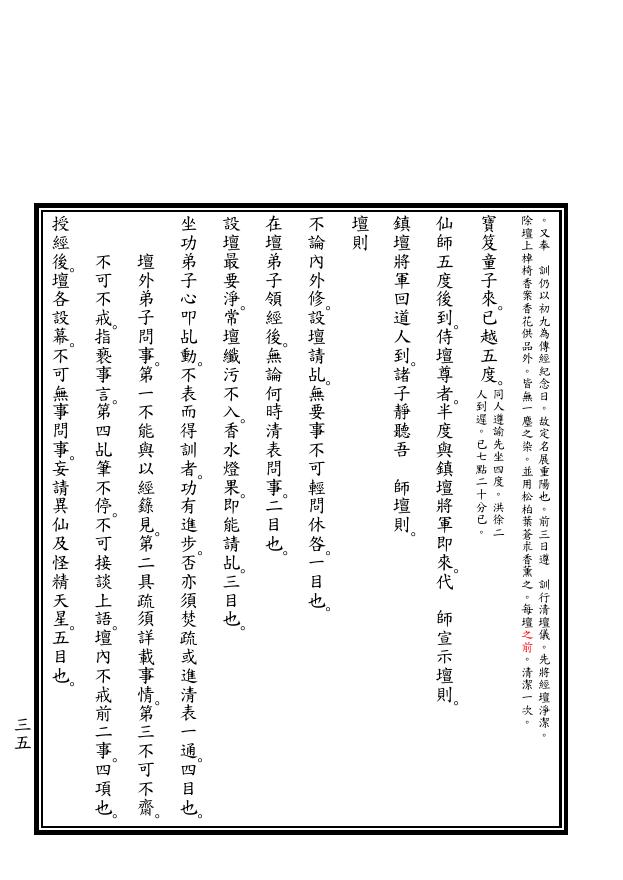 。又奉　訓仍以初九為傳經紀念日。故定名展重陽也。前三日遵　訓行清壇儀。先將經壇淨潔。
除壇上棹椅香案香花供品外。皆無一塵之染。並用松柏葉蒼朮香薰之。每壇之前。清潔一次。
寶笈童子來。已越五度。同人遵諭先坐四度。洪徐二
人到遲。已七點二十分已。
仙師五度後到。侍壇尊者。半度與鎮壇將軍即來。代　師宣示壇則。
鎮壇將軍回道人到。諸子靜聽吾　師壇則。
壇則
不論內外修。設壇請乩。無要事不可輕問休咎。一目也。
在壇弟子領經後。無論何時清表問事。二目也。
設壇最要淨。常壇纖污不入。香水燈果。即能請乩。三目也。
坐功弟子心叩乩動。不表而得訓者。功有進步。否亦須焚疏或進清表一通。四目也。
壇外弟子問事。第一不能與以經籙見。第二具疏須詳載事情。第三不可不齋。
不可不戒。指褻事言。第四乩筆不停。不可接談上語。壇內不戒前二事。四項也。
授經後。壇各設幕。不可無事問事。妄請異仙及怪精天星。五目也。
三五